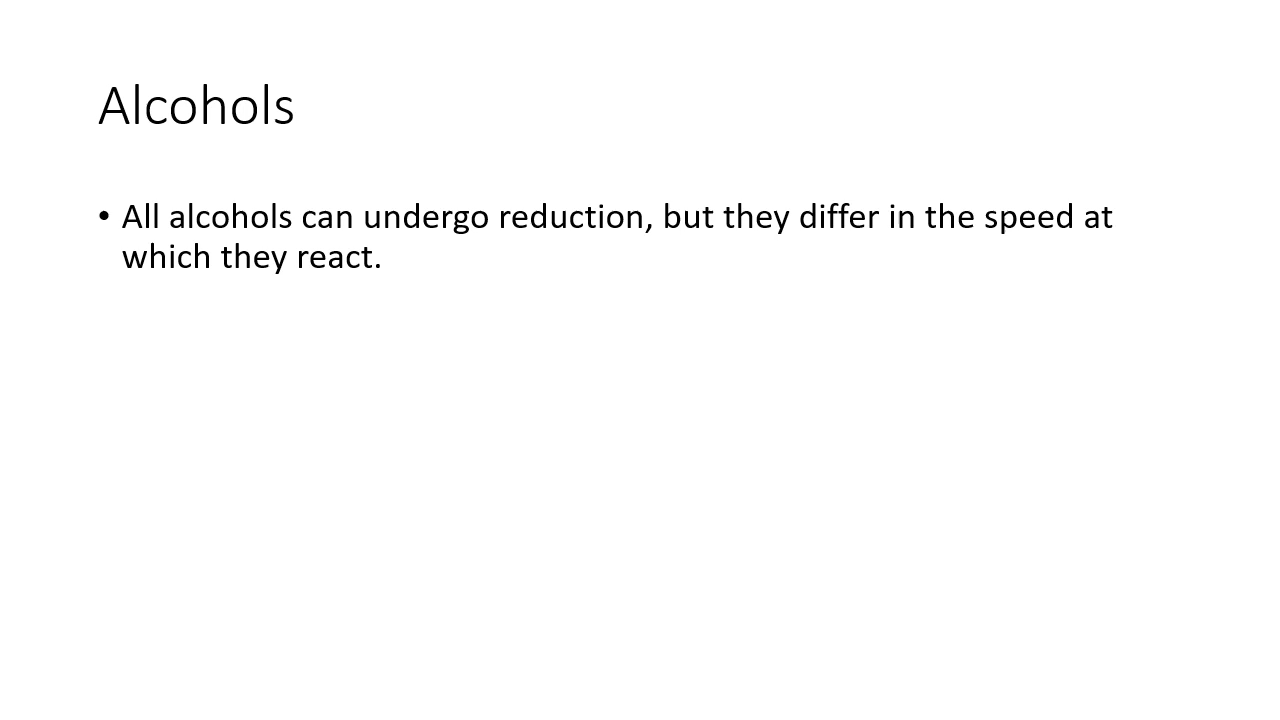 Alcohols
• All alcohols can undergo reduction, but they differ in the speed at
which they react.